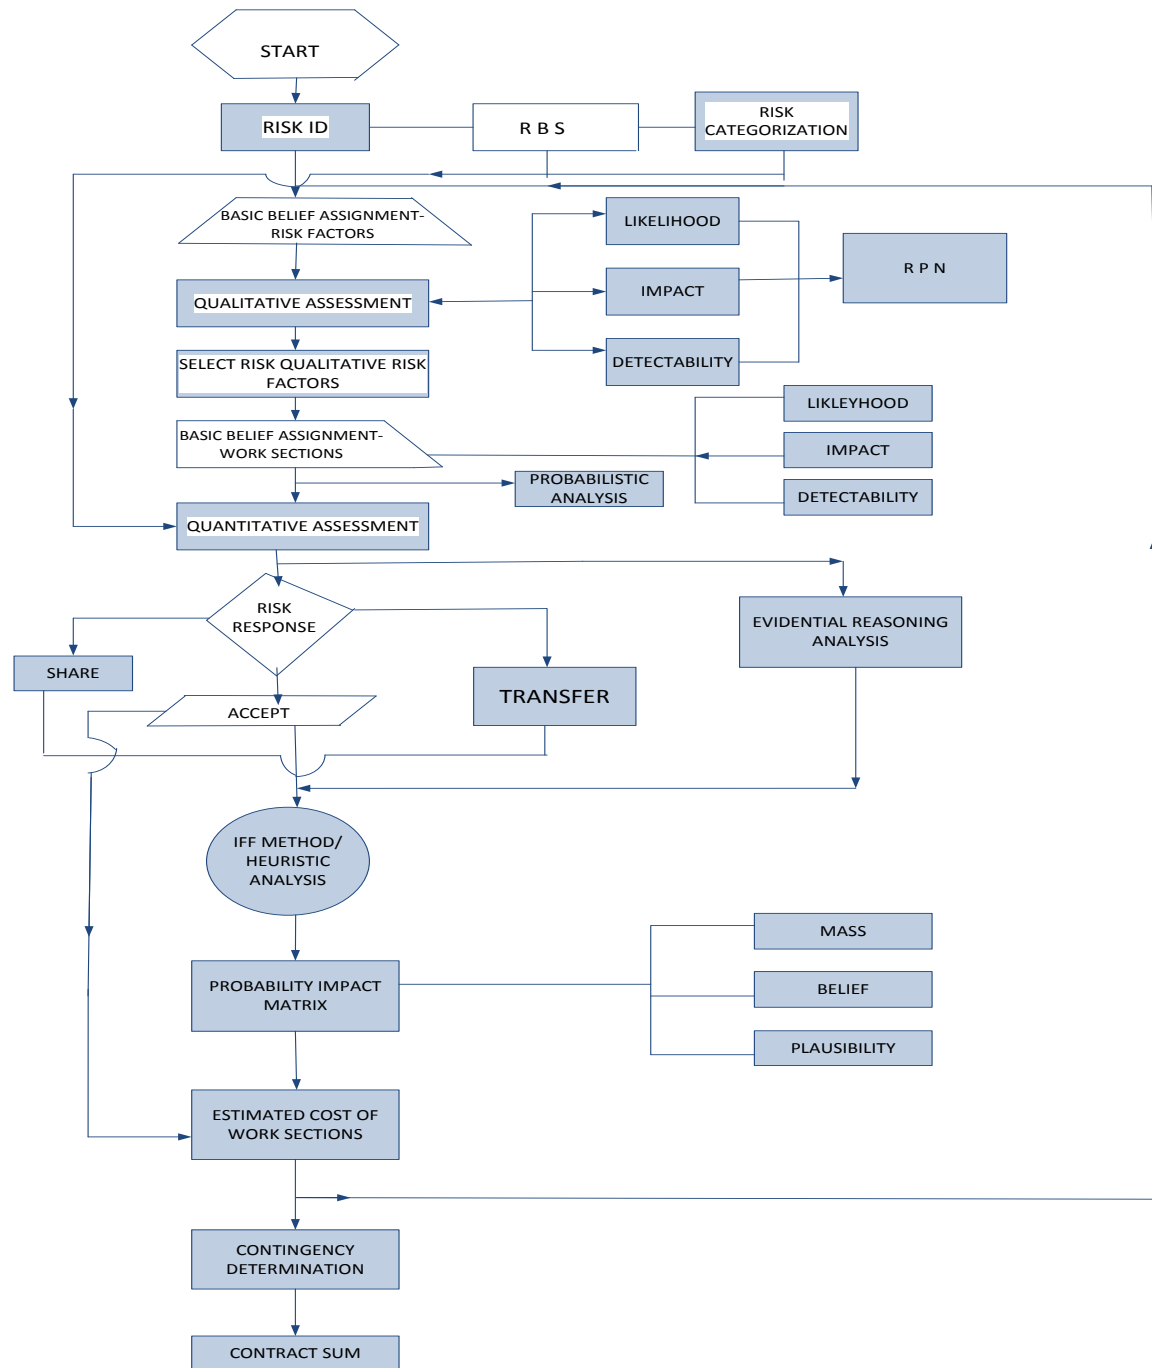 START
RISK ID
R B S
RISK
CATEGORIZATION
BASIC BELIEF ASSIGNMENT-
RISK FACTORS
LIKELIHOOD
R P N
IMPACT
QUALITATIVE ASSESSMENT
DETECTABILITY
SELECT RISK QUALITATIVE RISK
FACTORS
LIKLEYHOOD
BASIC BELIEF ASSIGNMENT-
WORK SECTIONS
IMPACT
PROBABILISTIC
ANALYSIS
DETECTABILITY
QUANTITATIVE ASSESSMENT
RISK
RESPONSE
EVIDENTIAL REASONING
ANALYSIS
SHARE
TRANSFER
ACCEPT
IFF METHOD/
HEURISTIC
ANALYSIS
MASS
PROBABILITY IMPACT
MATRIX
BELIEF
PLAUSIBILITY
ESTIMATED COST OF
WORK SECTIONS
CONTINGENCY
DETERMINATION
CONTRACT SUM